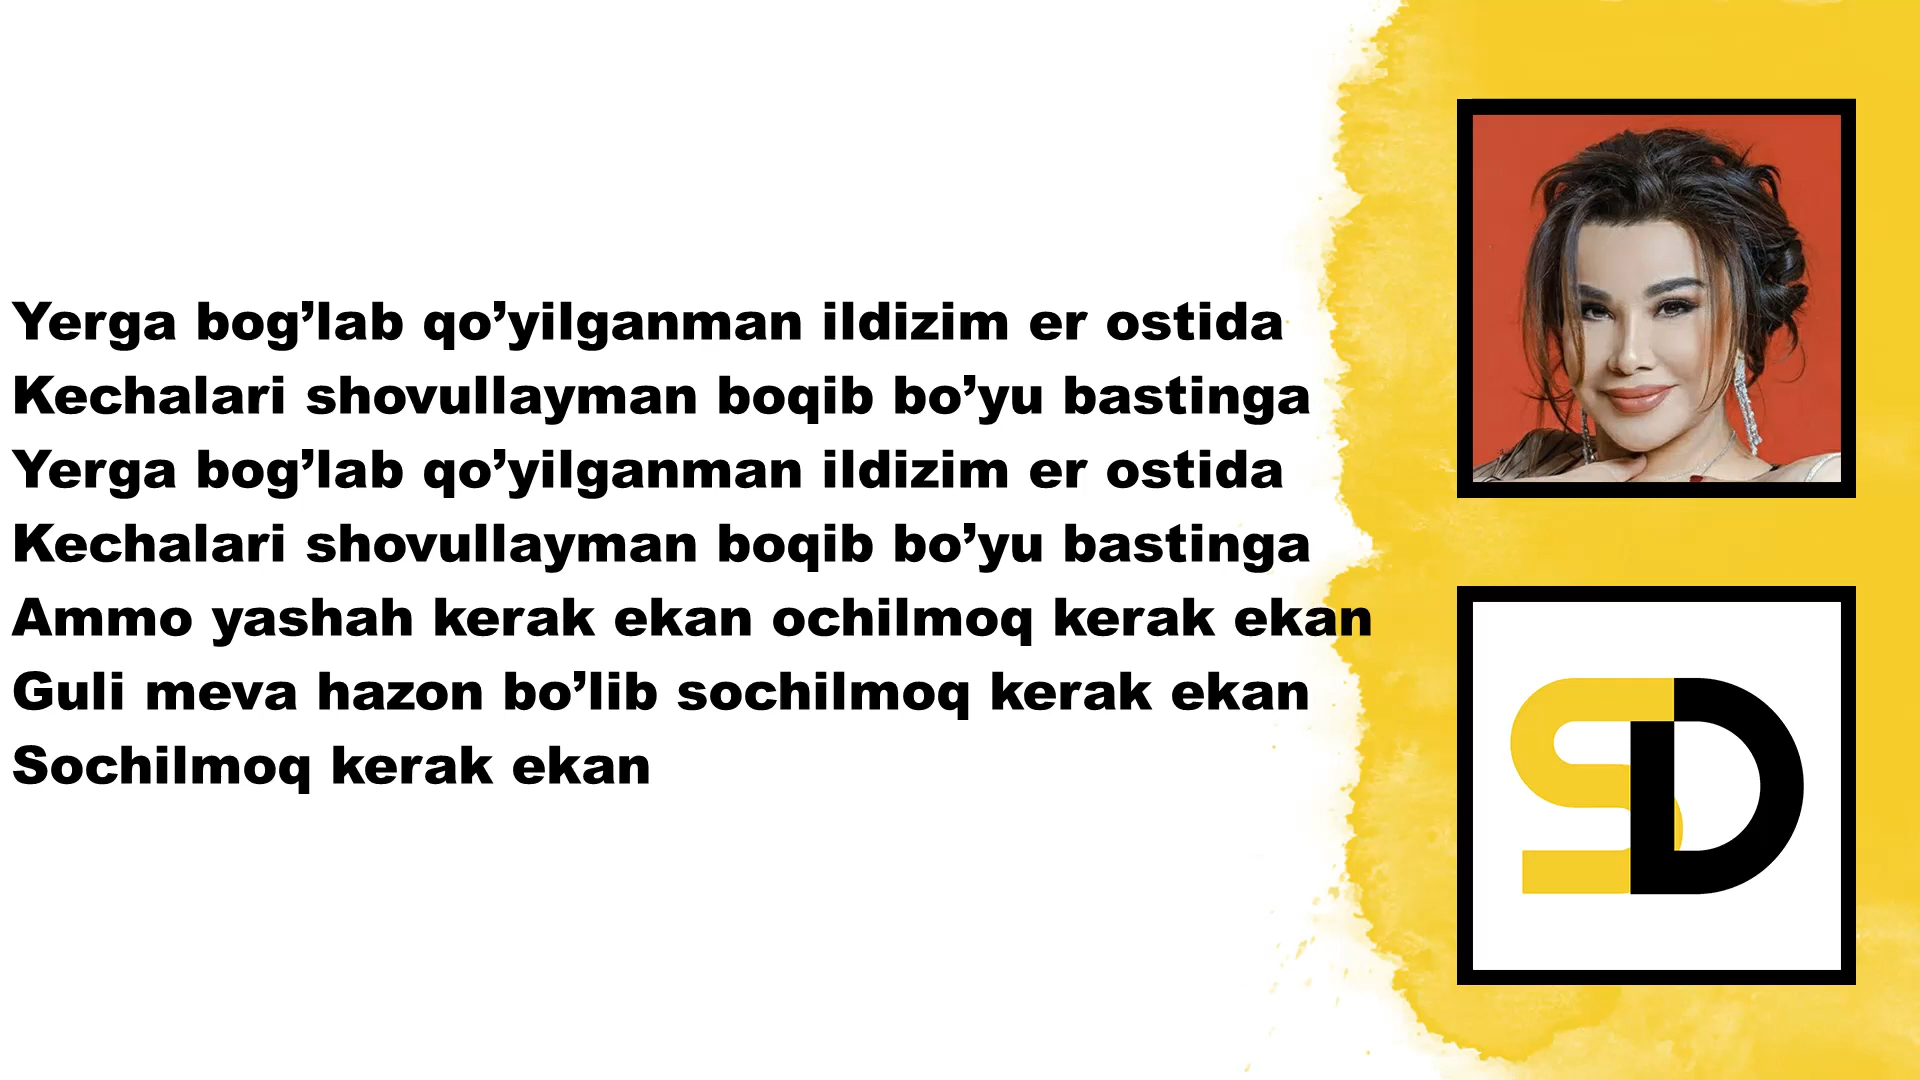 Yerga bog’lab qo’yilganman ildizim er ostida
Kechalari shovullayman boqib bo’yu bastinga
Yerga bog’lab qo’yilganman ildizim er ostida
Kechalari shovullayman boqib bo’yu bastinga
Ammo yashah kerak ekan ochilmoq kerak ekan
Guli meva hazon bo’lib sochilmoq kerak ekan
Sochilmoq kerak ekan
SD